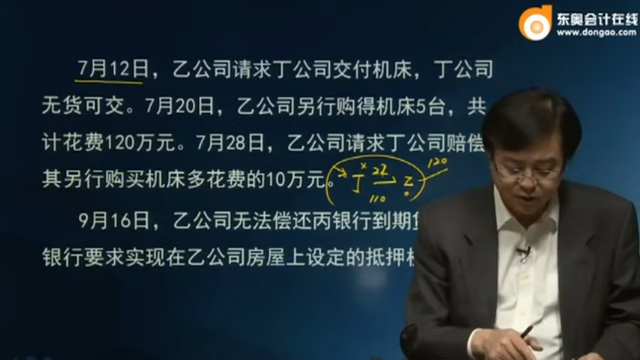 东奥会计在线
www.dongao.com
7月12日，乙公司请求丁公司交付机床，丁公司
无货可交。7月20日，乙公司另行购得机床5台，共
计花费120万元。7月28日，乙公司请求丁公司赔偿
其另行购买机床多花费的10万元。
丁 22 乙 120
110
9月16日，乙公司无法偿还丙银行到期
银行要求实现在乙公司房屋上设定的抵押